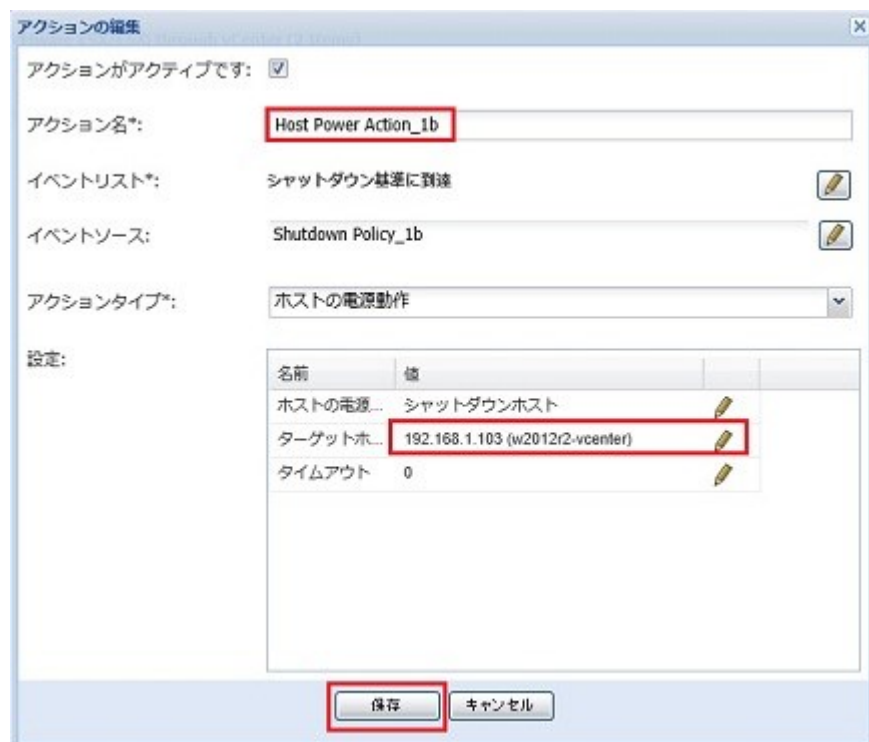 アクションの編集
アクションがアクティブです:
アクション名*: Host Power Action_1b
イベントリスト*: シャットダウン基準に到達
イベントソース: Shutdown Policy_1b
アクションタイプ*: ホストの電源動作
設定:
名前 値
ホストの電源... シャットダウンホスト
ターゲットホ... 192.168.1.103 (w2012r2-vcenter)
タイムアウト 0
保存 キャンセル